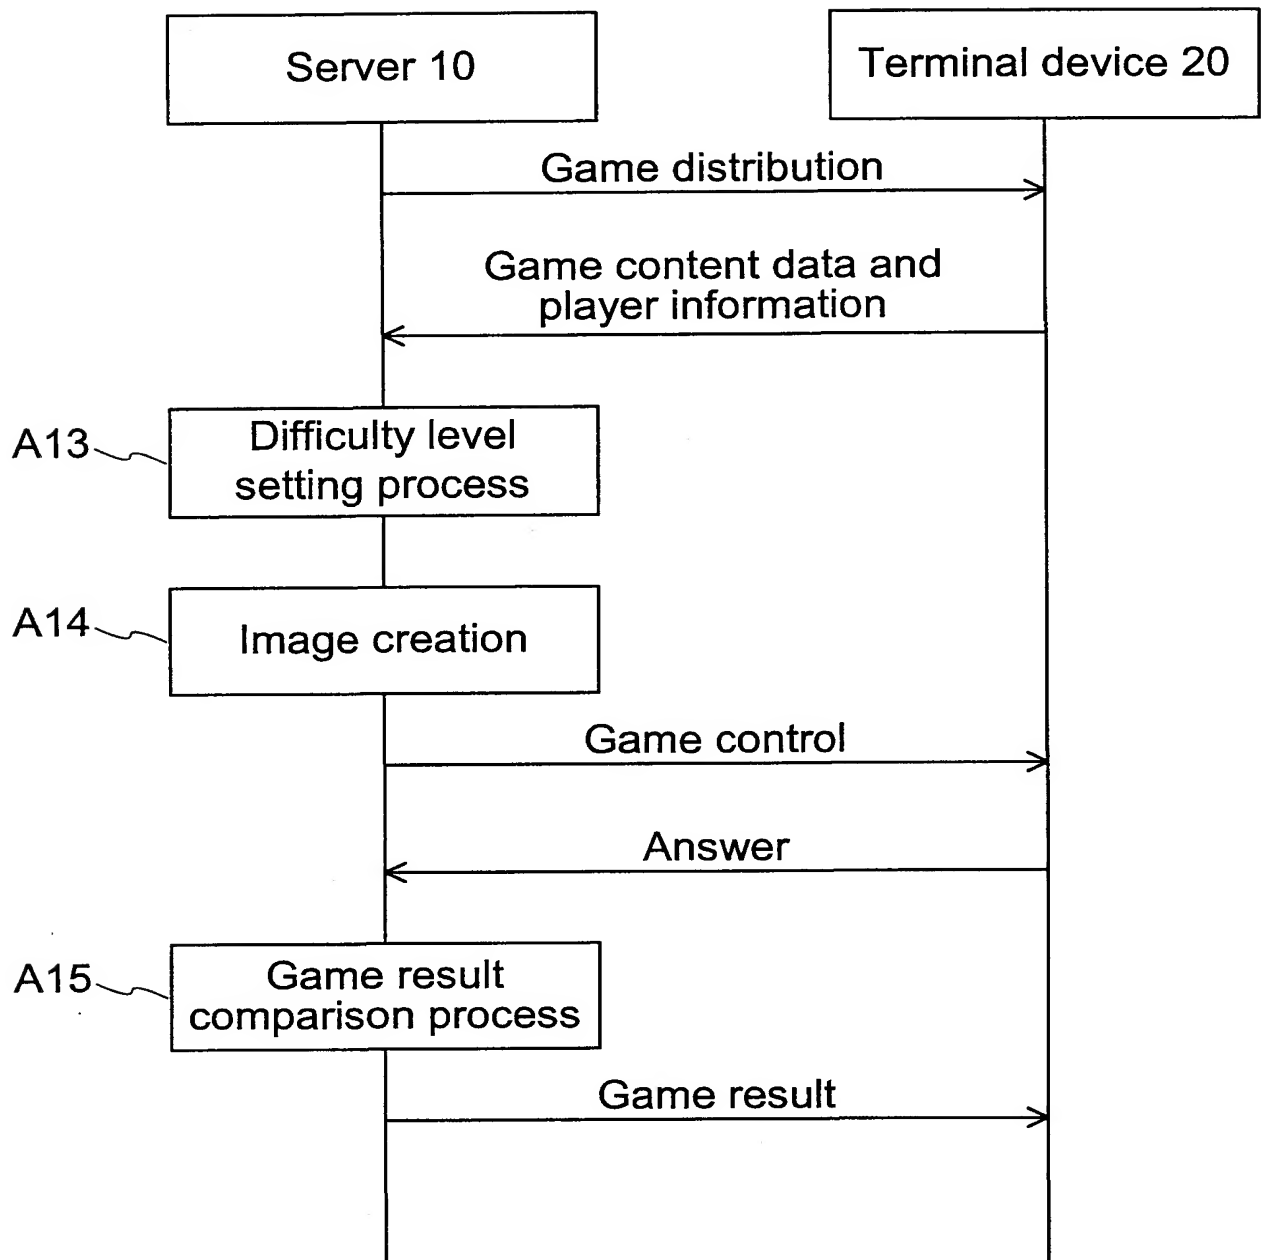 Server 10
Terminal device 20
Game distribution
Game content data and
player information
A13
Difficulty level
setting process
A14
Image creation
Game control
Answer
A15
Game result
comparison process
Game result